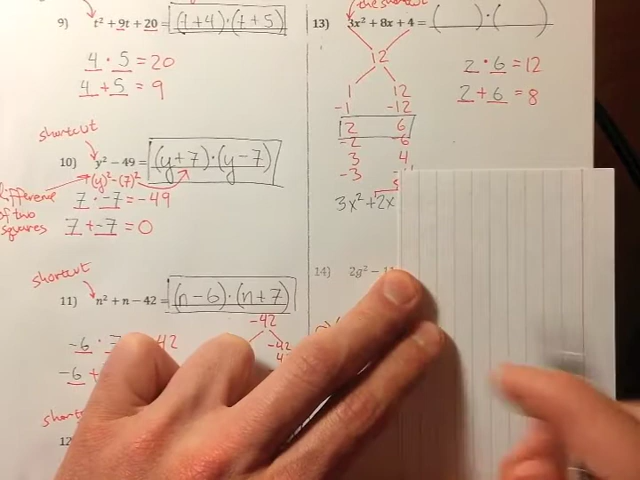 9) t² + 9t + 20 = (t+4)·(t+5)
4 · 5 = 20
4 + 5 = 9
shortcut
10) y² − 49 = (y+7)·(y−7)
(y)²−(7)²
difference of two squares
7 · -7 = -49
7 + -7 = 0
shortcut
11) n² + n − 42 = (n−6)·(n+7)
-42
-42
-6 · 7 42
-6 +
12
the shortcut
13) 3x² + 8x + 4 = ( )·( )
12
2 · 6 = 12
2 + 6 = 8
1 12
-1 -12
2 6
-2 -6
3 4
-3
3x²+2x
14) 2g² −